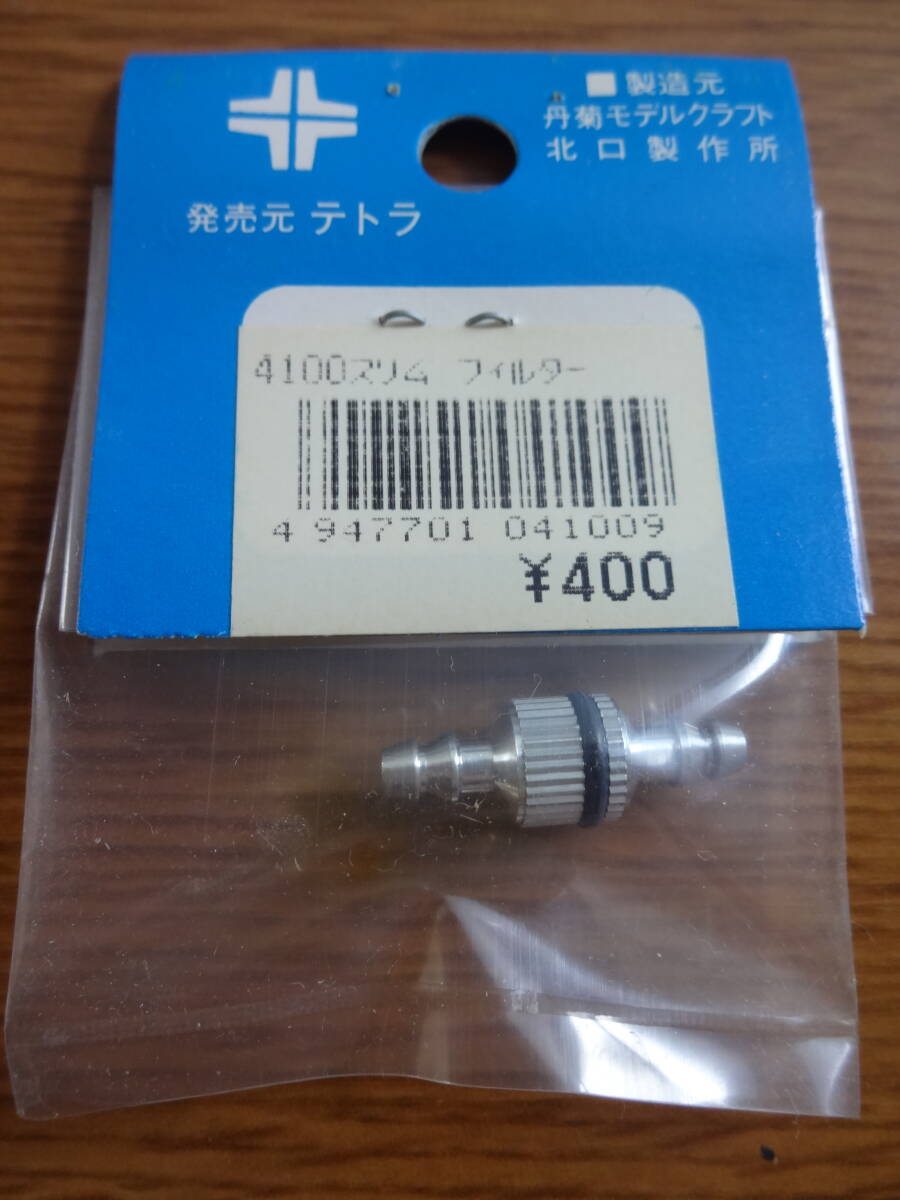 ■製造元
丹菊モデルクラフト
北口製作所
発売元 テトラ
4100スリム フィルター
4 947701 041009
¥400